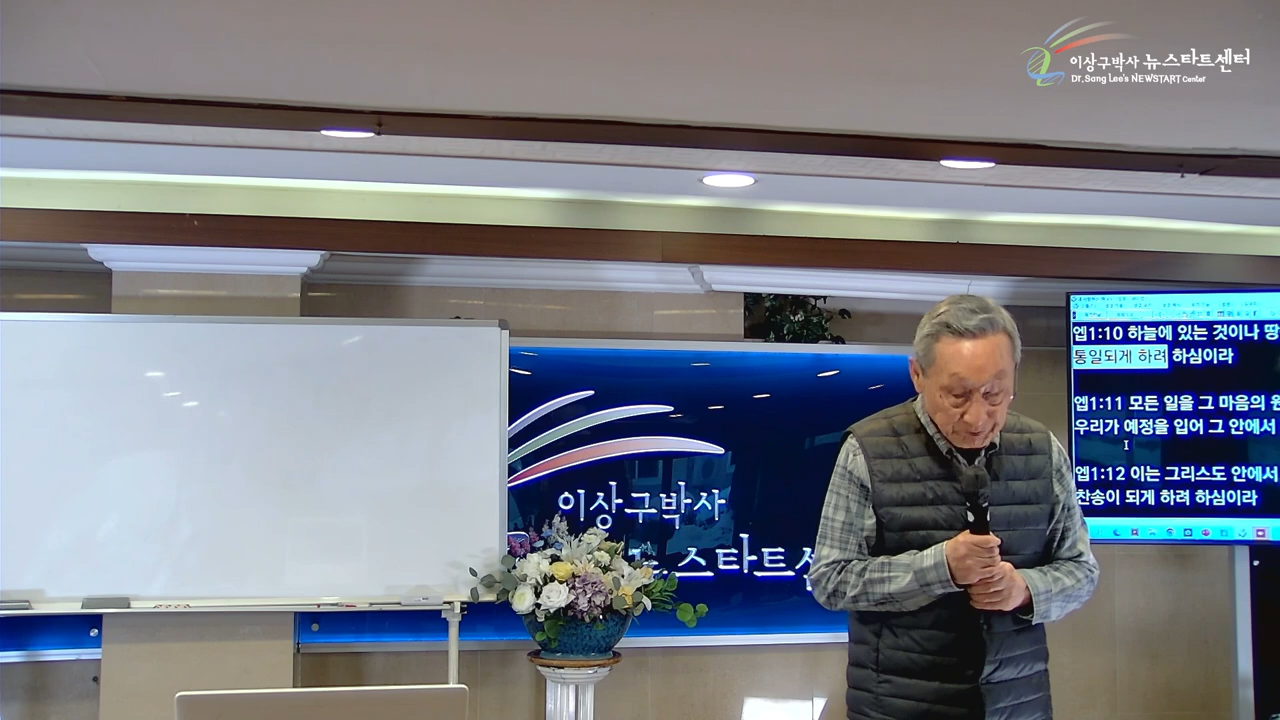 이상구박사 뉴스타트센터
Dr. Sang Lee's NEWSTART Center
엡1:10 하늘에 있는 것이나 땅
통일되게 하려 하심이라
엡1:11 모든 일을 그 마음의 원
우리가 예정을 입어 그 안에서
엡1:12 이는 그리스도 안에서
찬송이 되게 하려 하심이라
이상구박사
스타트